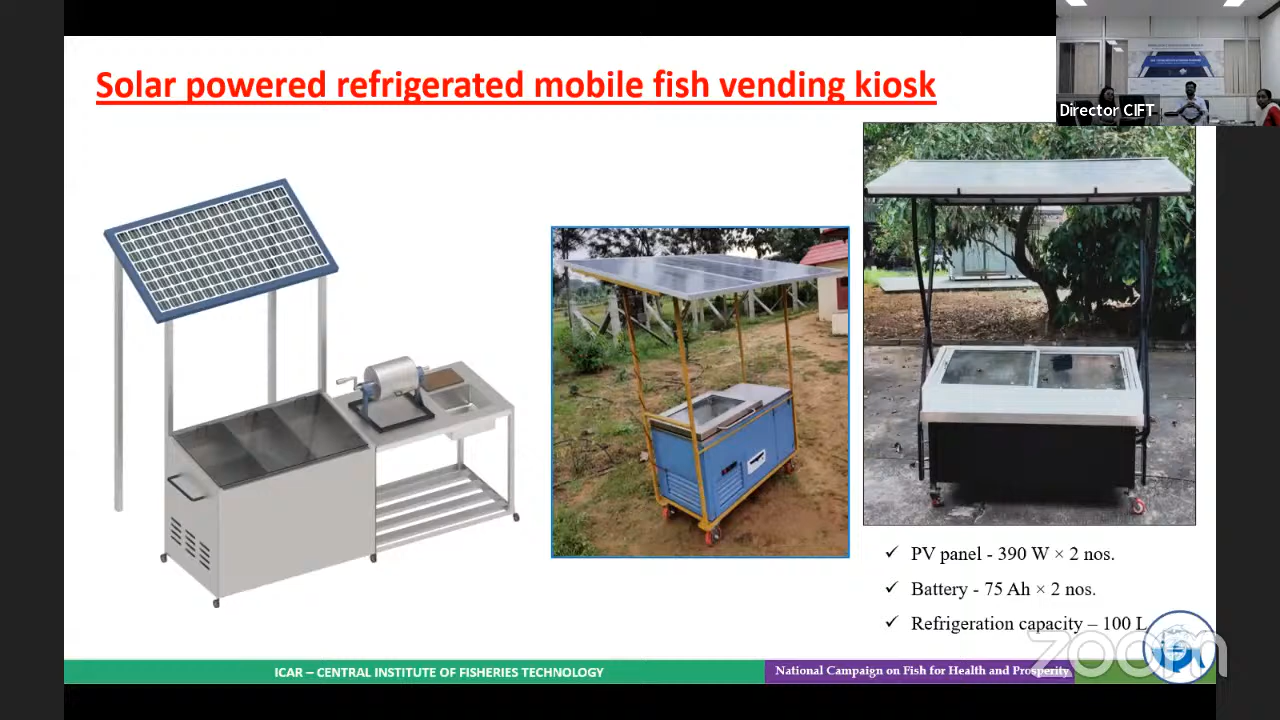 Solar powered refrigerated mobile fish vending kiosk
Director CIFT
✓ PV panel - 390 W × 2 nos.
✓ Battery - 75 Ah × 2 nos.
✓ Refrigeration capacity – 100 L
zoom
ICAR – CENTRAL INSTITUTE OF FISHERIES TECHNOLOGY
National Campaign on Fish for Health and Prosperity